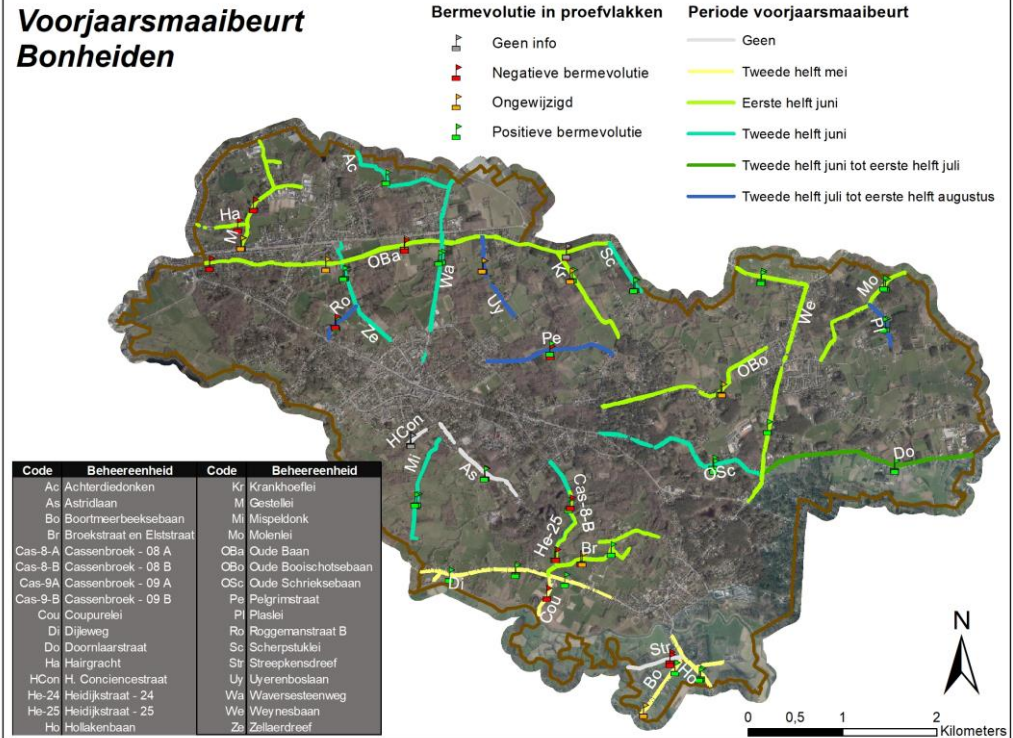 Voorjaarsmaaibeurt
Bonheiden
Bermevolutie in proefvlakken
Geen info
Negatieve bermevolutie
Ongewijzigd
Positieve bermevolutie
Periode voorjaarsmaaibeurt
Geen
Tweede helft mei
Eerste helft juni
Tweede helft juni
Tweede helft juni tot eerste helft juli
Tweede helft juli tot eerste helft augustus
Ac
Ha
M
OBa
Wa
Kr
Sc
Uy
Ro
Ze
Pe
We
Mo
Pl
OBo
HCon
Mi
As
OSc
Do
Cas-8-B
He-25
Br
Di
Cou
Str
Bo
Ho
Code Beheereenheid Code Beheereenheid
Ac Achterdiedonken Kr Krankhoeflei
As Astridlaan M Gestellei
Bo Boortmeerbeeksebaan Mi Mispeldonk
Br Broekstraat en Elststraat Mo Molenlei
Cas-8-A Cassenbroek - 08 A OBa Oude Baan
Cas-8-B Cassenbroek - 08 B OBo Oude Booischotsebaan
Cas-9A Cassenbroek - 09 A OSc Oude Schrieksebaan
Cas-9-B Cassenbroek - 09 B Pe Pelgrimstraat
Cou Coupurelei Pl Plaslei
Di Dijleweg Ro Roggemanstraat B
Do Doornlaarstraat Sc Scherpstuklei
Ha Hairgracht Str Streepkensdreef
HCon H. Conciencestraat Uy Uyerenboslaan
He-24 Heidijkstraat - 24 Wa Waversesteenweg
He-25 Heidijkstraat - 25 We Weynesbaan
Ho Hollakenbaan Ze Zellaerdreef
N
0 0,5 1 2
Kilometers